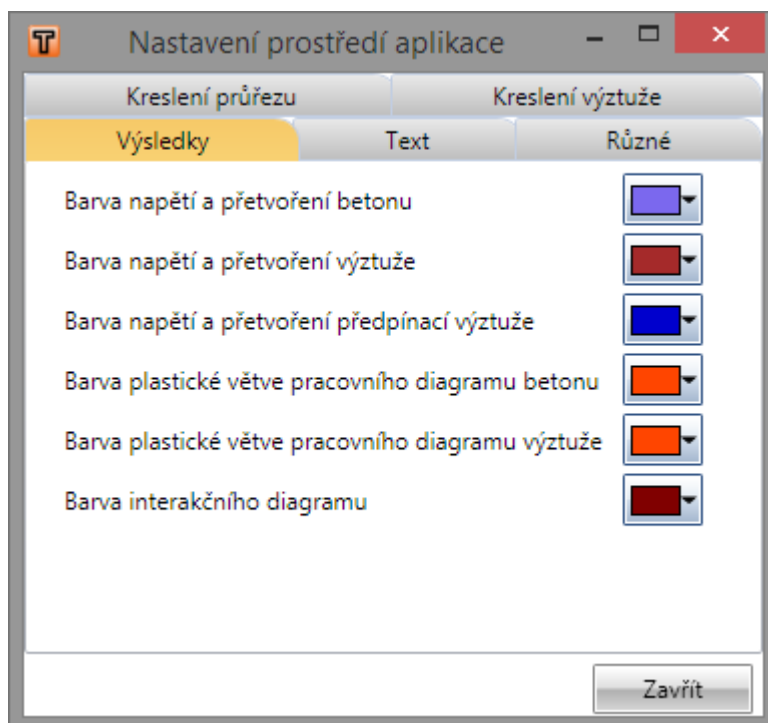 Nastavení prostředí aplikace
Kreslení průřezu
Kreslení výztuže
Výsledky
Text
Různé
Barva napětí a přetvoření betonu
Barva napětí a přetvoření výztuže
Barva napětí a přetvoření předpínací výztuže
Barva plastické větve pracovního diagramu betonu
Barva plastické větve pracovního diagramu výztuže
Barva interakčního diagramu
Zavřít